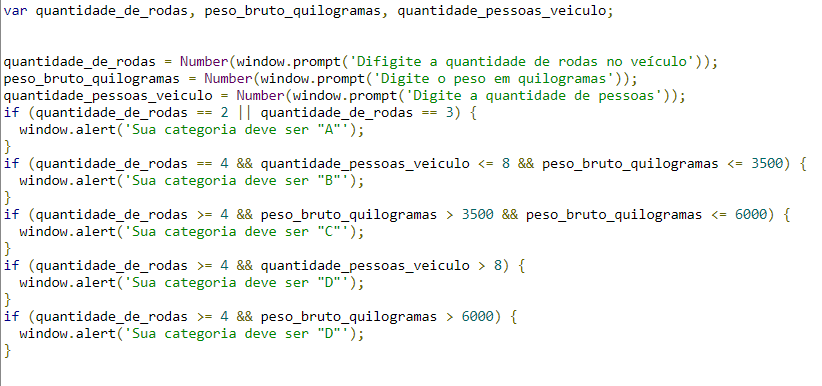 var quantidade_de_rodas, peso_bruto_quilogramas, quantidade_pessoas_veiculo;
quantidade_de_rodas = Number(window.prompt('Difigite a quantidade de rodas no veículo'));
peso_bruto_quilogramas = Number(window.prompt('Digite o peso em quilogramas'));
quantidade_pessoas_veiculo = Number(window.prompt('Digite a quantidade de pessoas'));
if (quantidade_de_rodas == 2 || quantidade_de_rodas == 3) {
  window.alert('Sua categoria deve ser "A"');
}
if (quantidade_de_rodas == 4 && quantidade_pessoas_veiculo <= 8 && peso_bruto_quilogramas <= 3500) {
  window.alert('Sua categoria deve ser "B"');
}
if (quantidade_de_rodas >= 4 && peso_bruto_quilogramas > 3500 && peso_bruto_quilogramas <= 6000) {
  window.alert('Sua categoria deve ser "C"');
}
if (quantidade_de_rodas >= 4 && quantidade_pessoas_veiculo > 8) {
  window.alert('Sua categoria deve ser "D"');
}
if (quantidade_de_rodas >= 4 && peso_bruto_quilogramas > 6000) {
  window.alert('Sua categoria deve ser "D"');
}